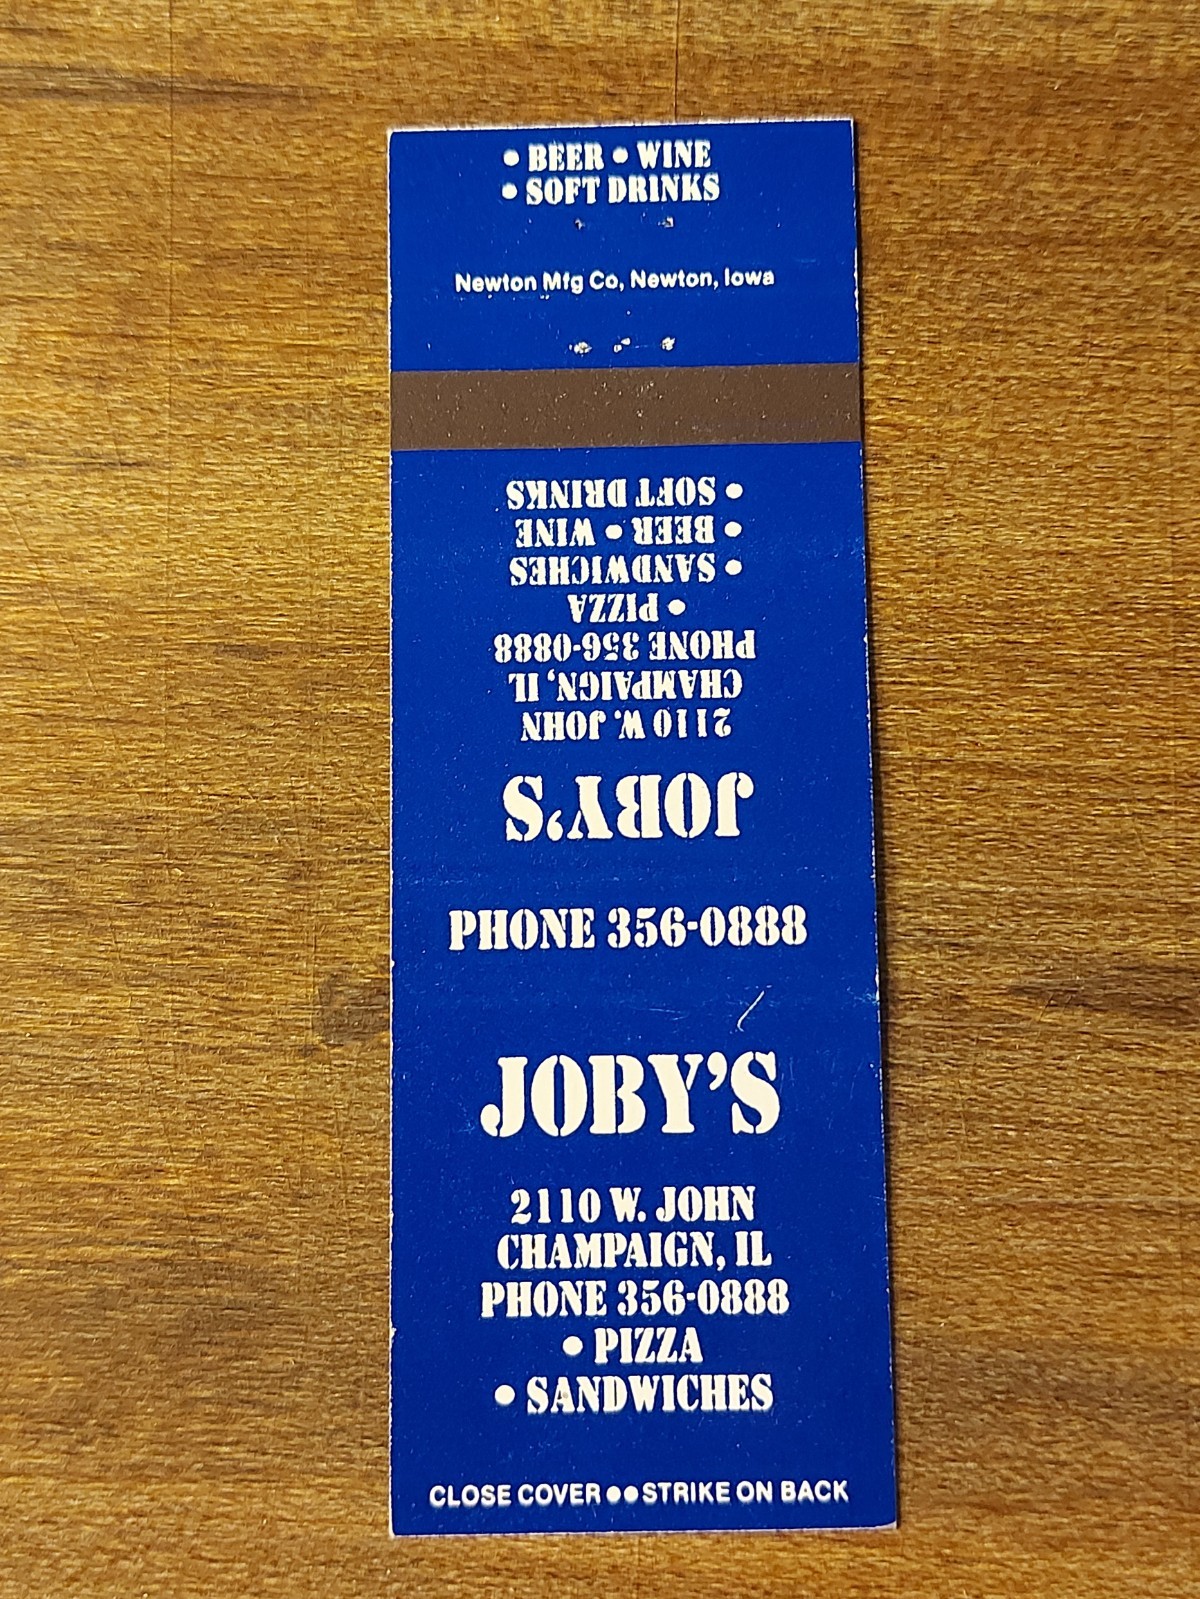 • BEER • WINE
• SOFT DRINKS
Newton Mfg Co, Newton, Iowa
JOBY'S
2110 W. JOHN
CHAMPAIGN, IL
PHONE 356-0888
• PIZZA
• SANDWICHES
• BEER • WINE
• SOFT DRINKS
PHONE 356-0888
JOBY'S
2110 W. JOHN
CHAMPAIGN, IL
PHONE 356-0888
• PIZZA
• SANDWICHES
CLOSE COVER ●● STRIKE ON BACK